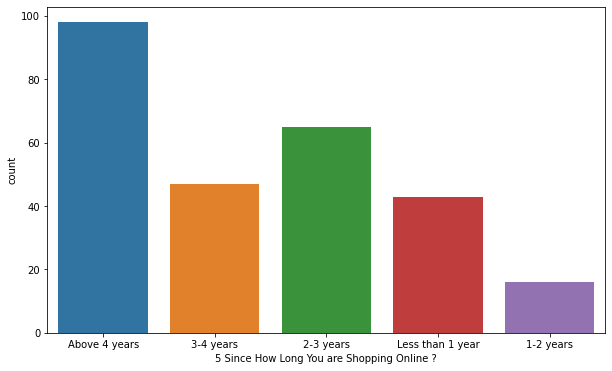 100
80
60
40
20
0
count
Above 4 years 3-4 years 2-3 years Less than 1 year 1-2 years
5 Since How Long You are Shopping Online ?